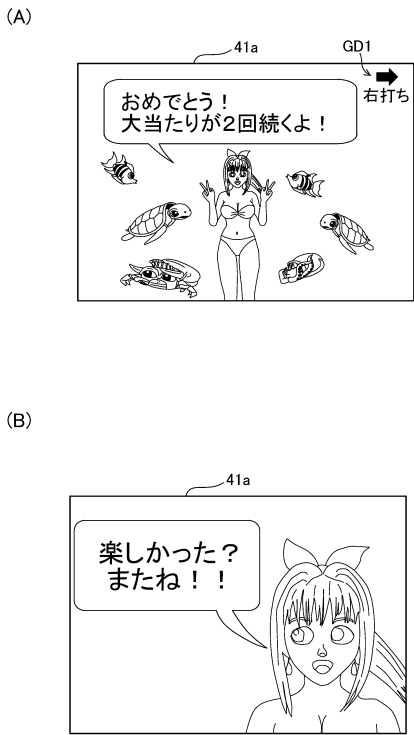 (A)
41a
GD1
右打ち
おめでとう！
大当たりが２回続くよ！
(B)
41a
楽しかった？
またね！！